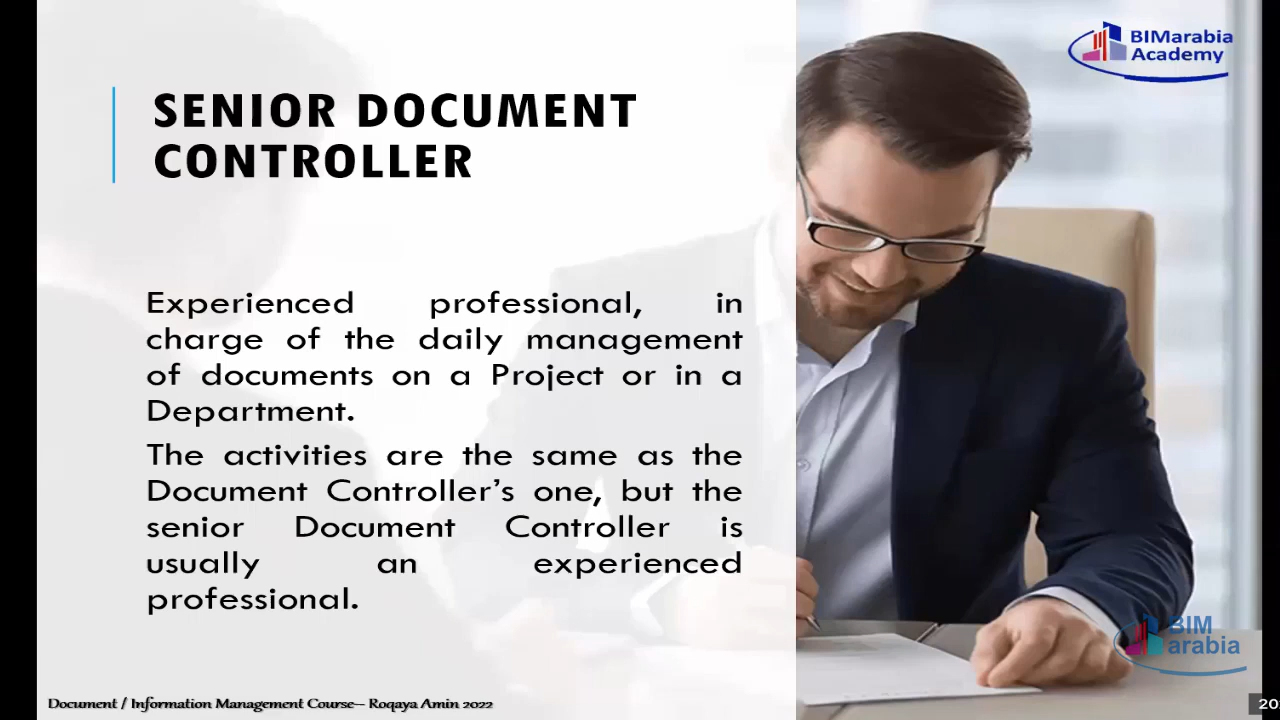 BIMarabia
Academy
SENIOR DOCUMENT
CONTROLLER
Experienced professional, in
charge of the daily management
of documents on a Project or in a
Department.
The activities are the same as the
Document Controller’s one, but the
senior Document Controller is
usually an experienced
professional.
BIM
arabia
Document / Information Management Course-- Roqaya Amin 2022
20